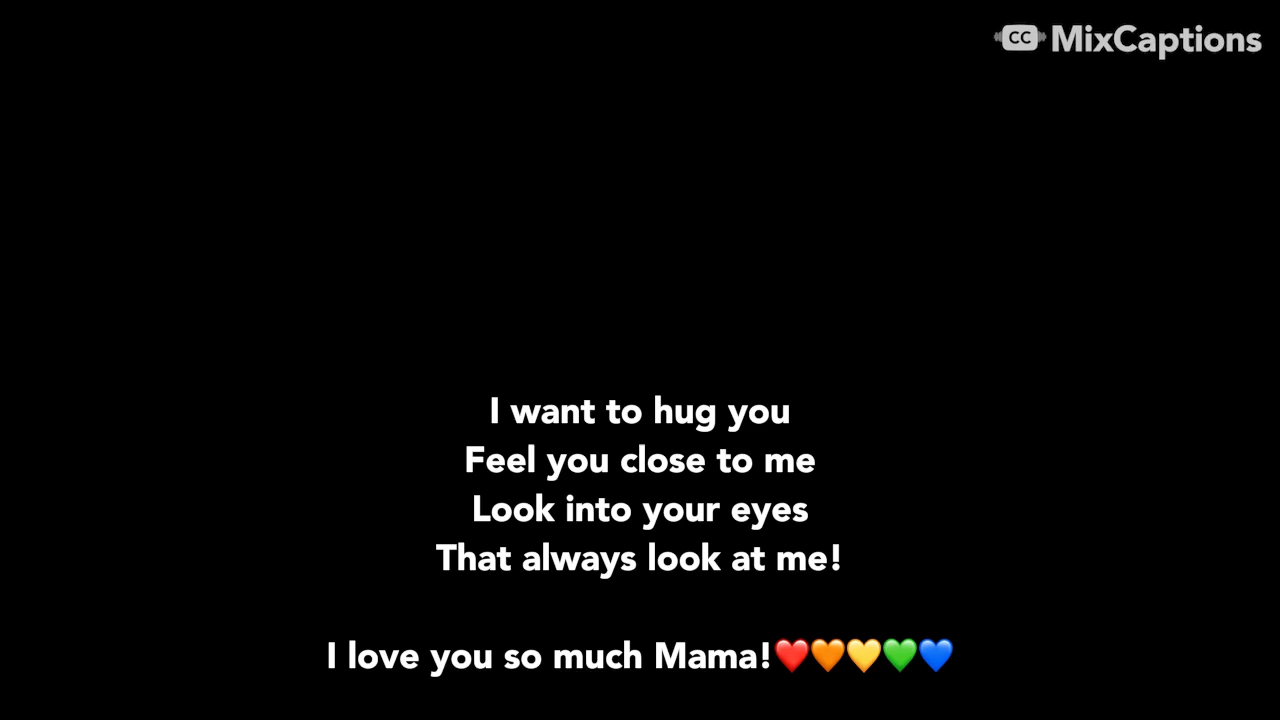 CC MixCaptions
I want to hug you
Feel you close to me
Look into your eyes
That always look at me!
I love you so much Mama!❤️🧡💛💚💙